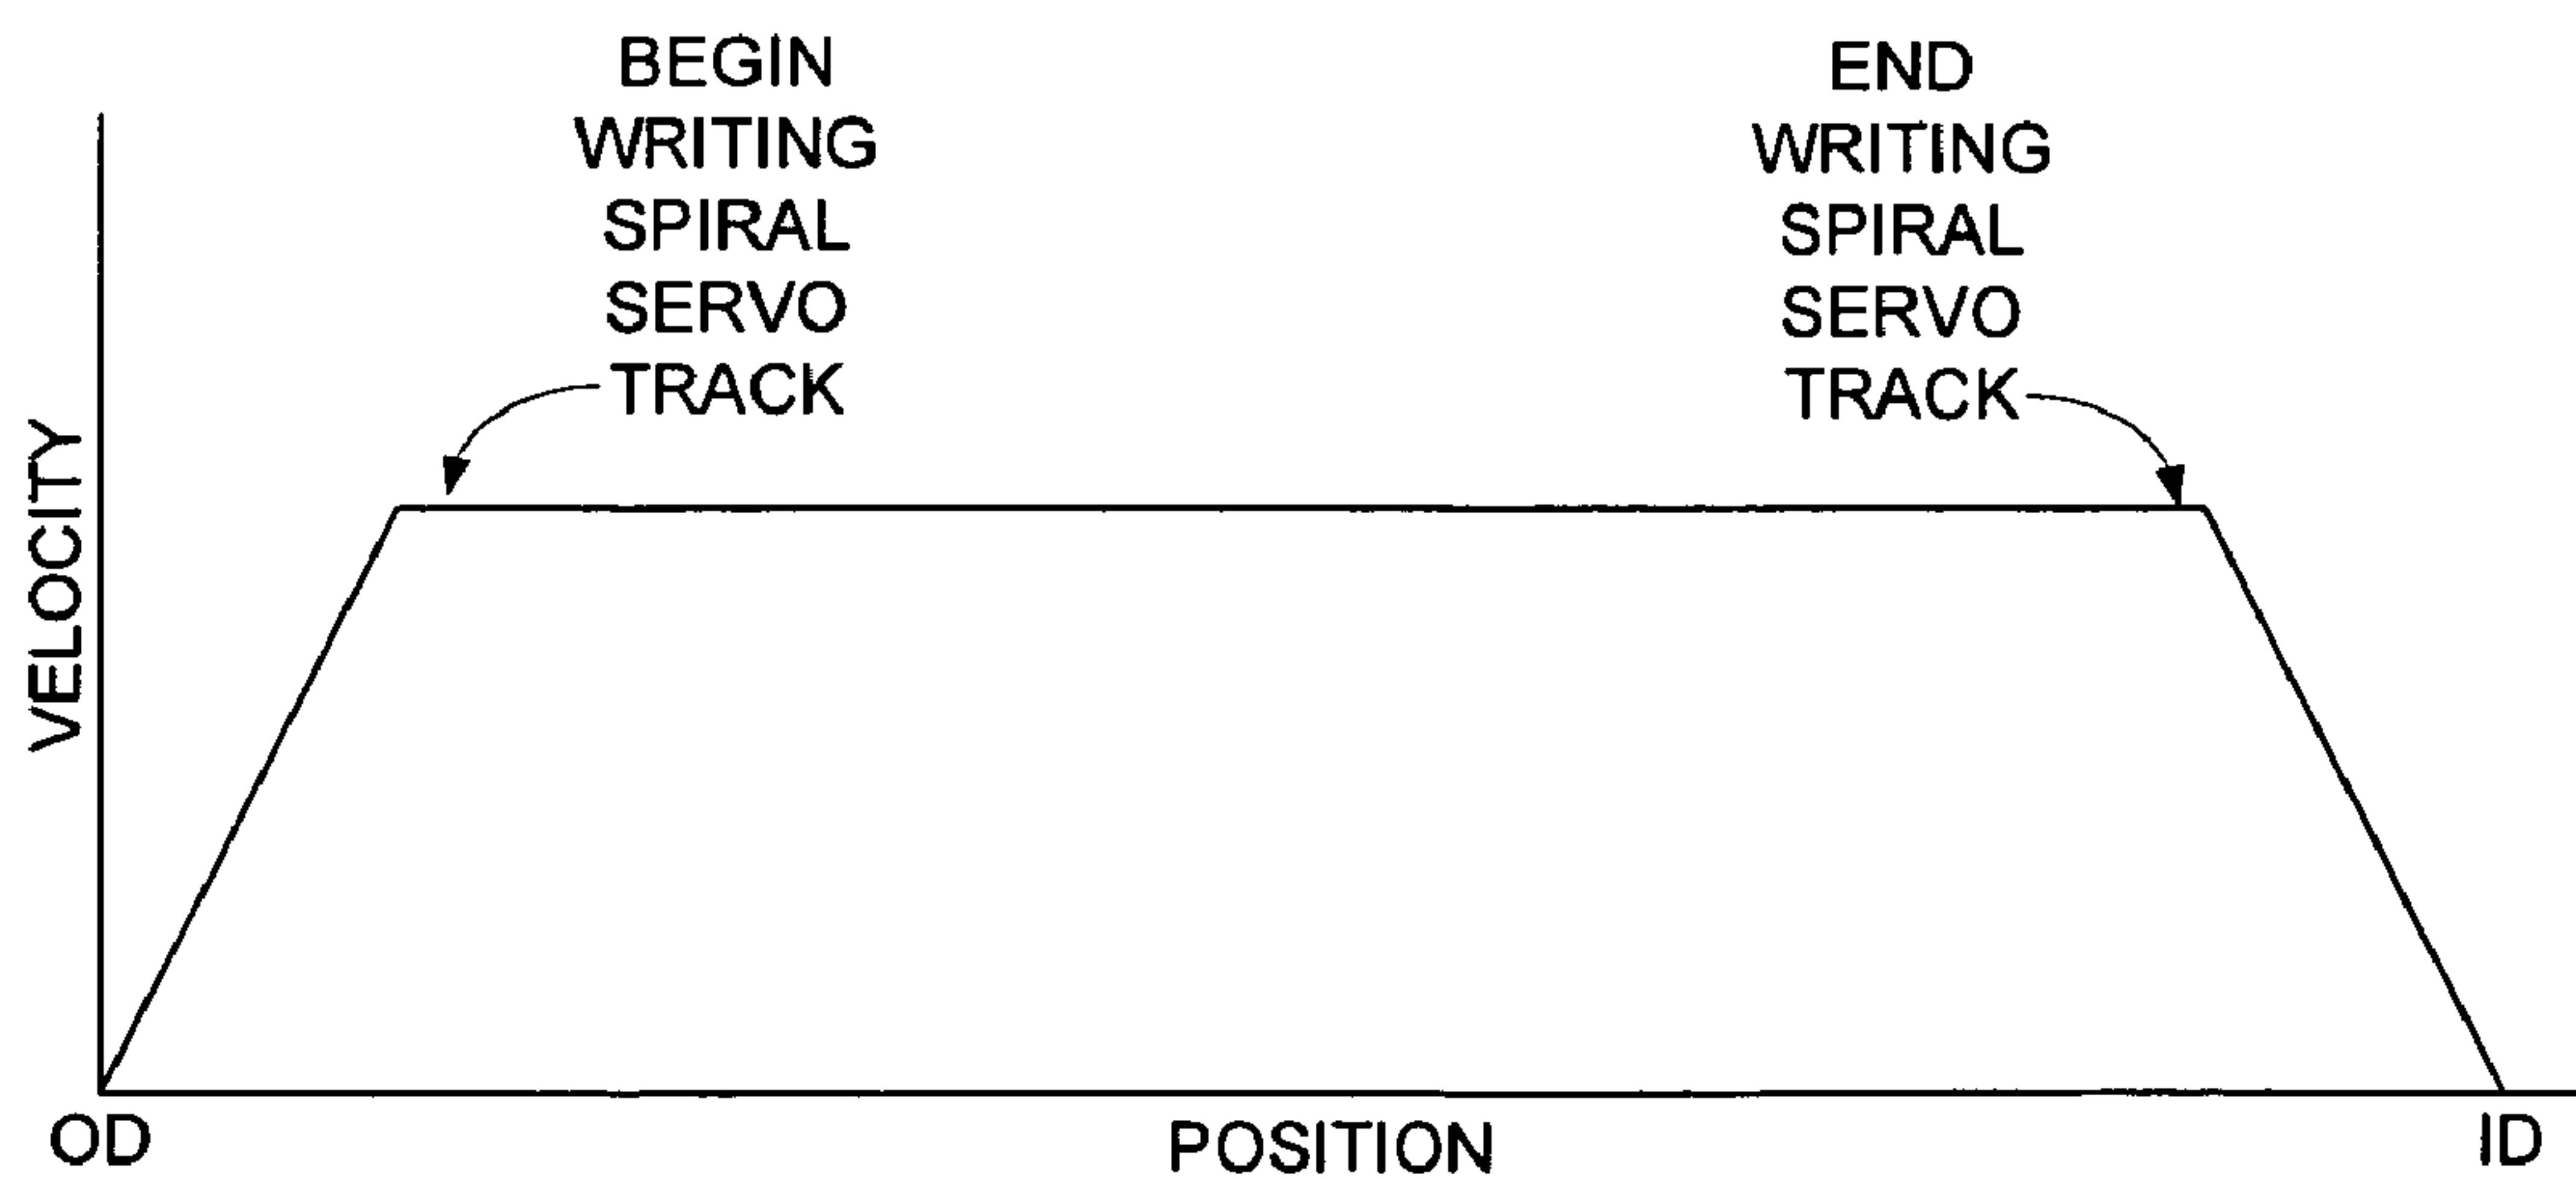 BEGIN
WRITING
SPIRAL
SERVO
TRACK
END
WRITING
SPIRAL
SERVO
TRACK
VELOCITY
OD
POSITION
ID